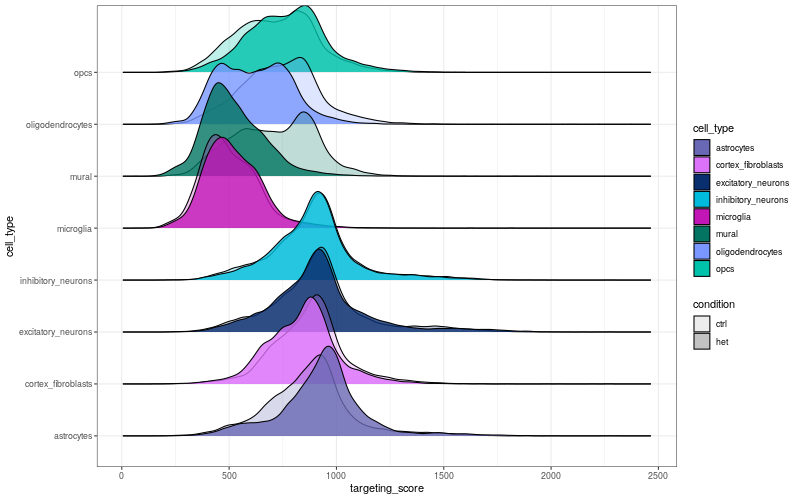 cell_type
opcs
oligodendrocytes
mural
microglia
inhibitory_neurons
excitatory_neurons
cortex_fibroblasts
astrocytes
0 500 1000 1500 2000 2500
targeting_score
cell_type
astrocytes
cortex_fibroblasts
excitatory_neurons
inhibitory_neurons
microglia
mural
oligodendrocytes
opcs
condition
ctrl
het